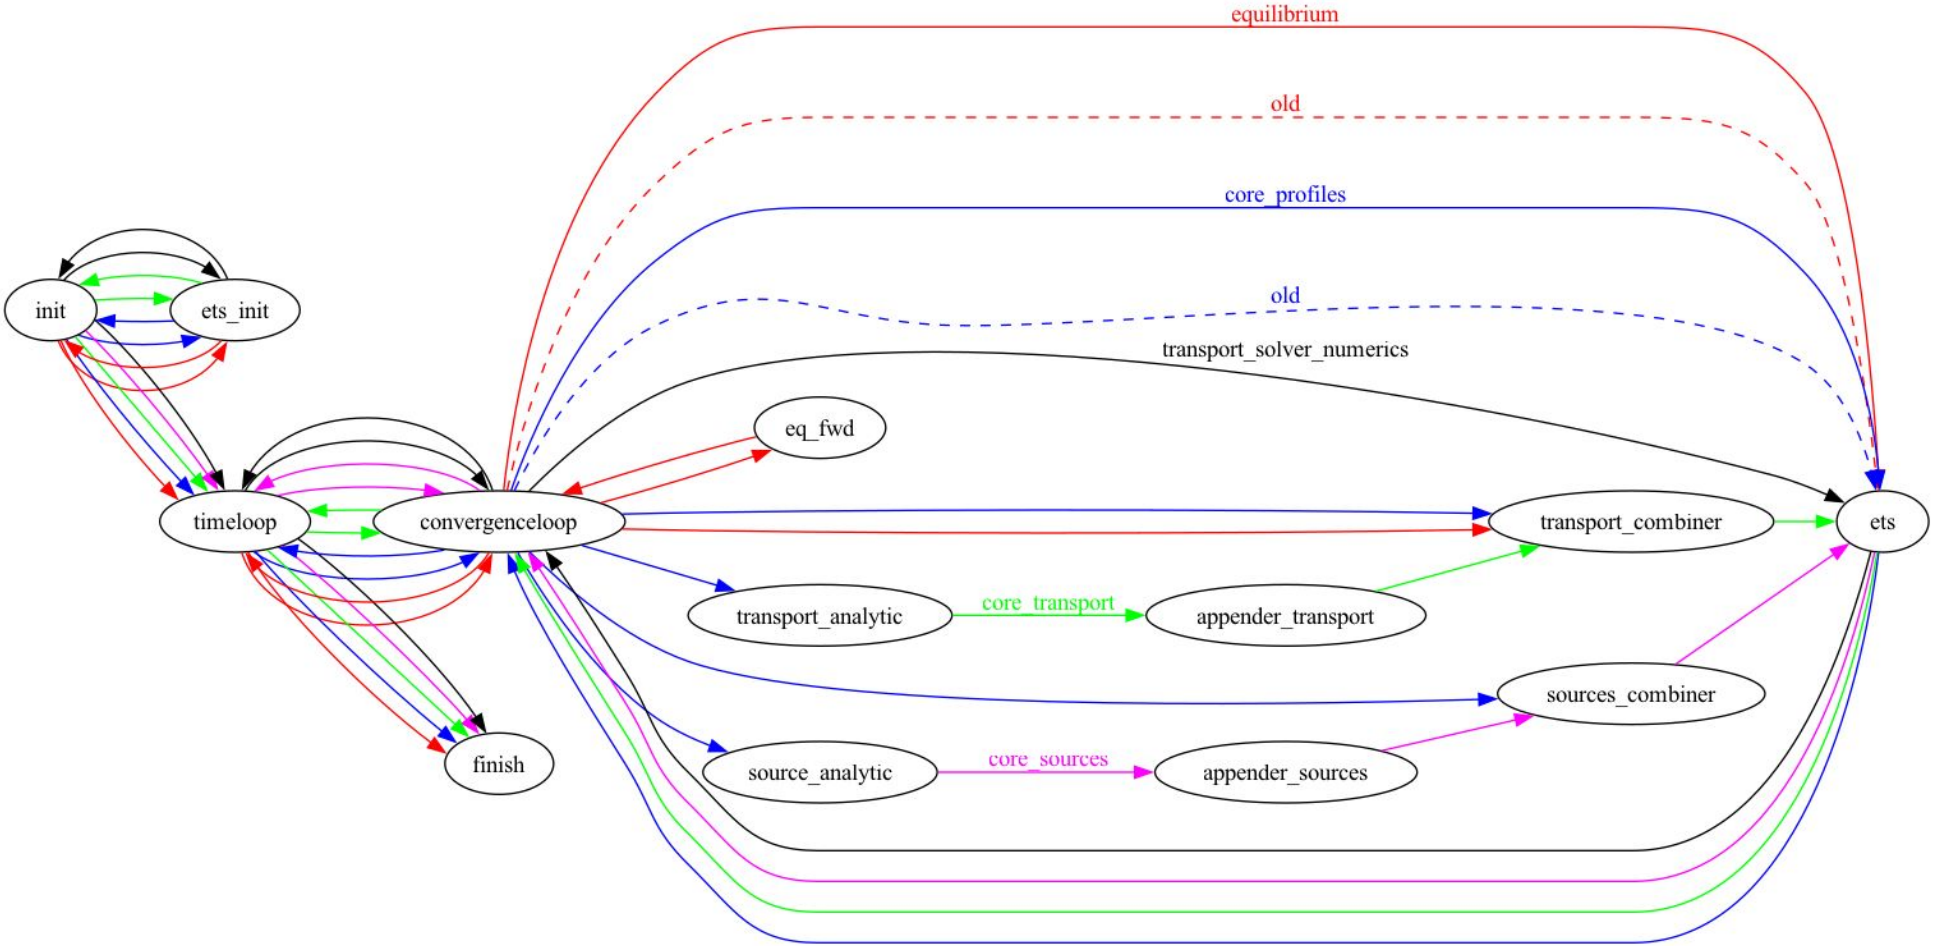 equilibrium
old
core_profiles
old
transport_solver_numerics
init
ets_init
eq_fwd
timeloop
convergenceloop
transport_combiner
ets
transport_analytic
core_transport
appender_transport
sources_combiner
finish
source_analytic
core_sources
appender_sources